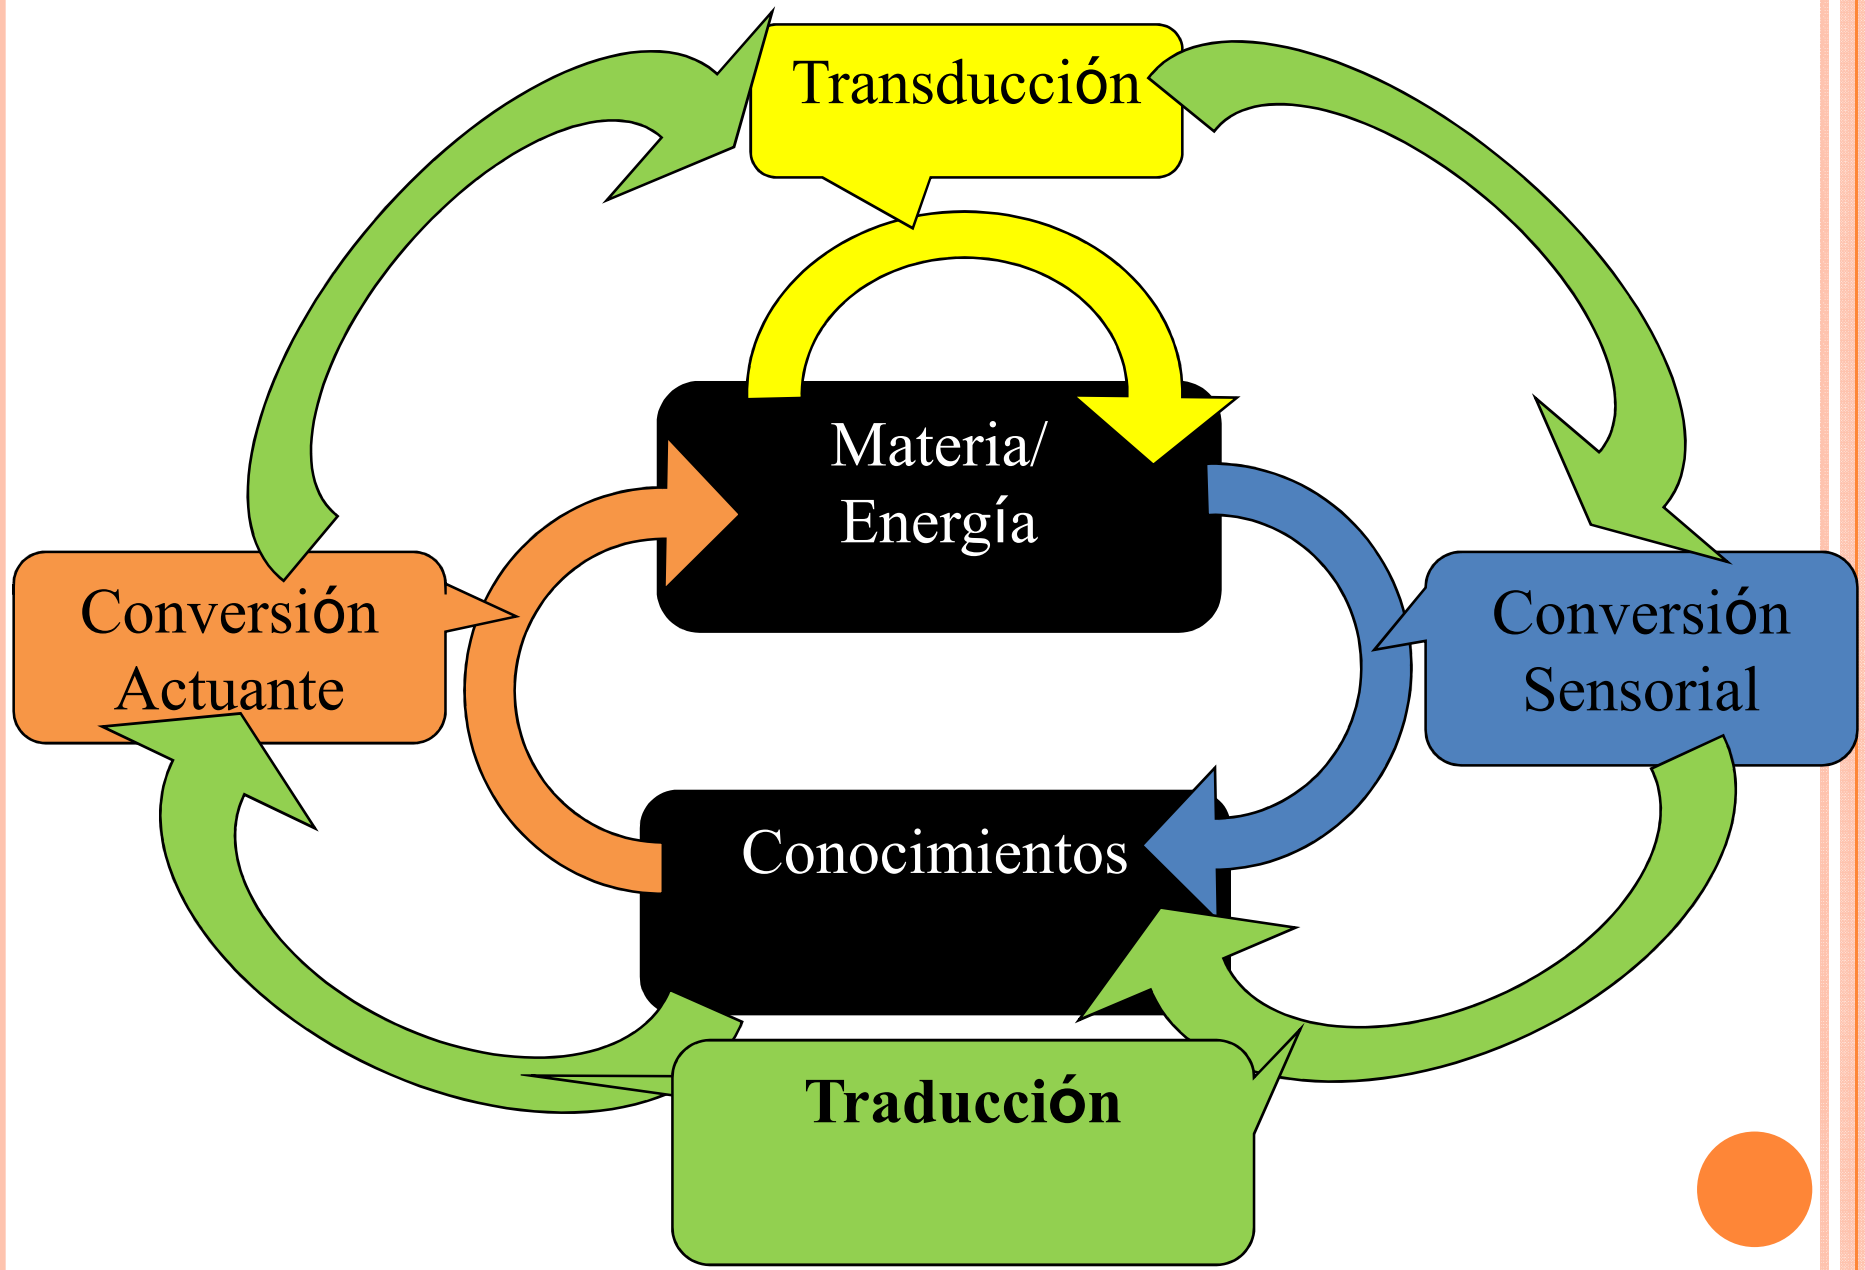 Transducción
Materia/
Energía
Conversión
Actuante
Conversión
Sensorial
Conocimientos
Traducción